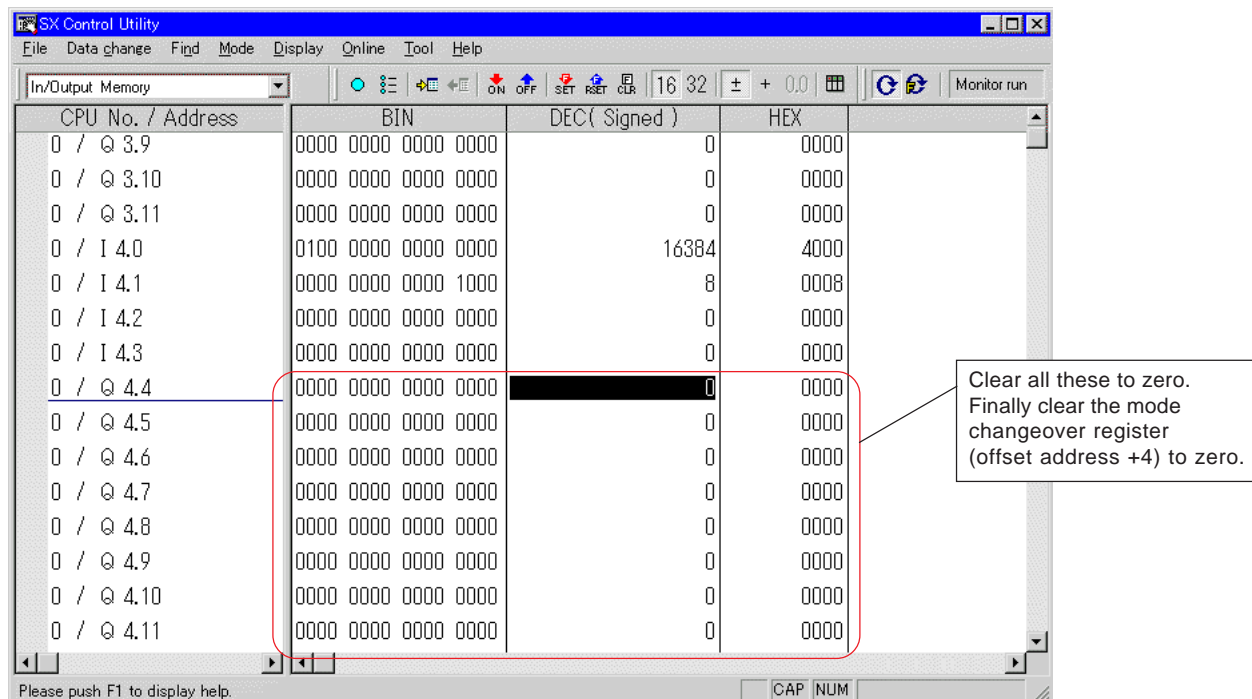 SX Control Utility
File Data change Find Mode Display Online Tool Help
In/Output Memory ON OFF SET RSET CLR 16 32 ± + 0.0 Monitor run
CPU No. / Address BIN DEC( Signed ) HEX
0 / Q 3.9 0000 0000 0000 0000 0 0000
0 / Q 3.10 0000 0000 0000 0000 0 0000
0 / Q 3.11 0000 0000 0000 0000 0 0000
0 / I 4.0 0100 0000 0000 0000 16384 4000
0 / I 4.1 0000 0000 0000 1000 8 0008
0 / I 4.2 0000 0000 0000 0000 0 0000
0 / I 4.3 0000 0000 0000 0000 0 0000
0 / Q 4.4 0000 0000 0000 0000 0 0000
0 / Q 4.5 0000 0000 0000 0000 0 0000
0 / Q 4.6 0000 0000 0000 0000 0 0000
0 / Q 4.7 0000 0000 0000 0000 0 0000
0 / Q 4.8 0000 0000 0000 0000 0 0000
0 / Q 4.9 0000 0000 0000 0000 0 0000
0 / Q 4.10 0000 0000 0000 0000 0 0000
0 / Q 4.11 0000 0000 0000 0000 0 0000
Clear all these to zero.
Finally clear the mode
changeover register
(offset address +4) to zero.
Please push F1 to display help. CAP NUM